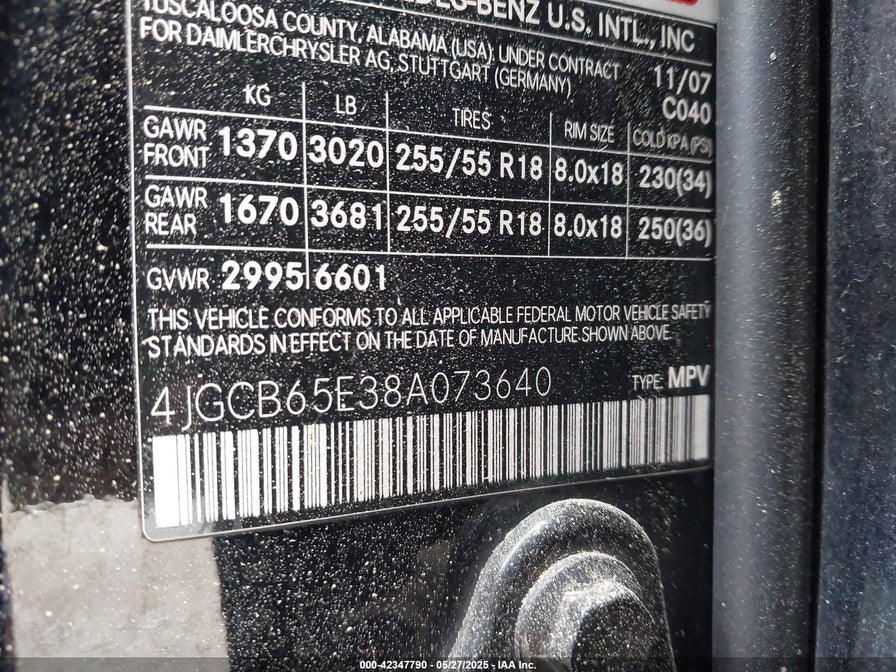 -BENZ U.S. INTL., INC
TUSCALOOSA COUNTY, ALABAMA (USA), UNDER CONTRACT
FOR DAIMLERCHRYSLER AG, STUTTGART (GERMANY)
11/07
C040
KG LB TIRES RIM SIZE COLD KPA (PSI)
GAWR FRONT 1370 3020 255/55 R18 8.0x18 230(34)
GAWR REAR 1670 3681 255/55 R18 8.0x18 250(36)
GVWR 2995 6601
THIS VEHICLE CONFORMS TO ALL APPLICABLE FEDERAL MOTOR VEHICLE SAFETY
STANDARDS IN EFFECT ON THE DATE OF MANUFACTURE SHOWN ABOVE.
4JGCB65E38A073640 TYPE: MPV
000-42347790 - 05/27/2025 - IAA Inc.